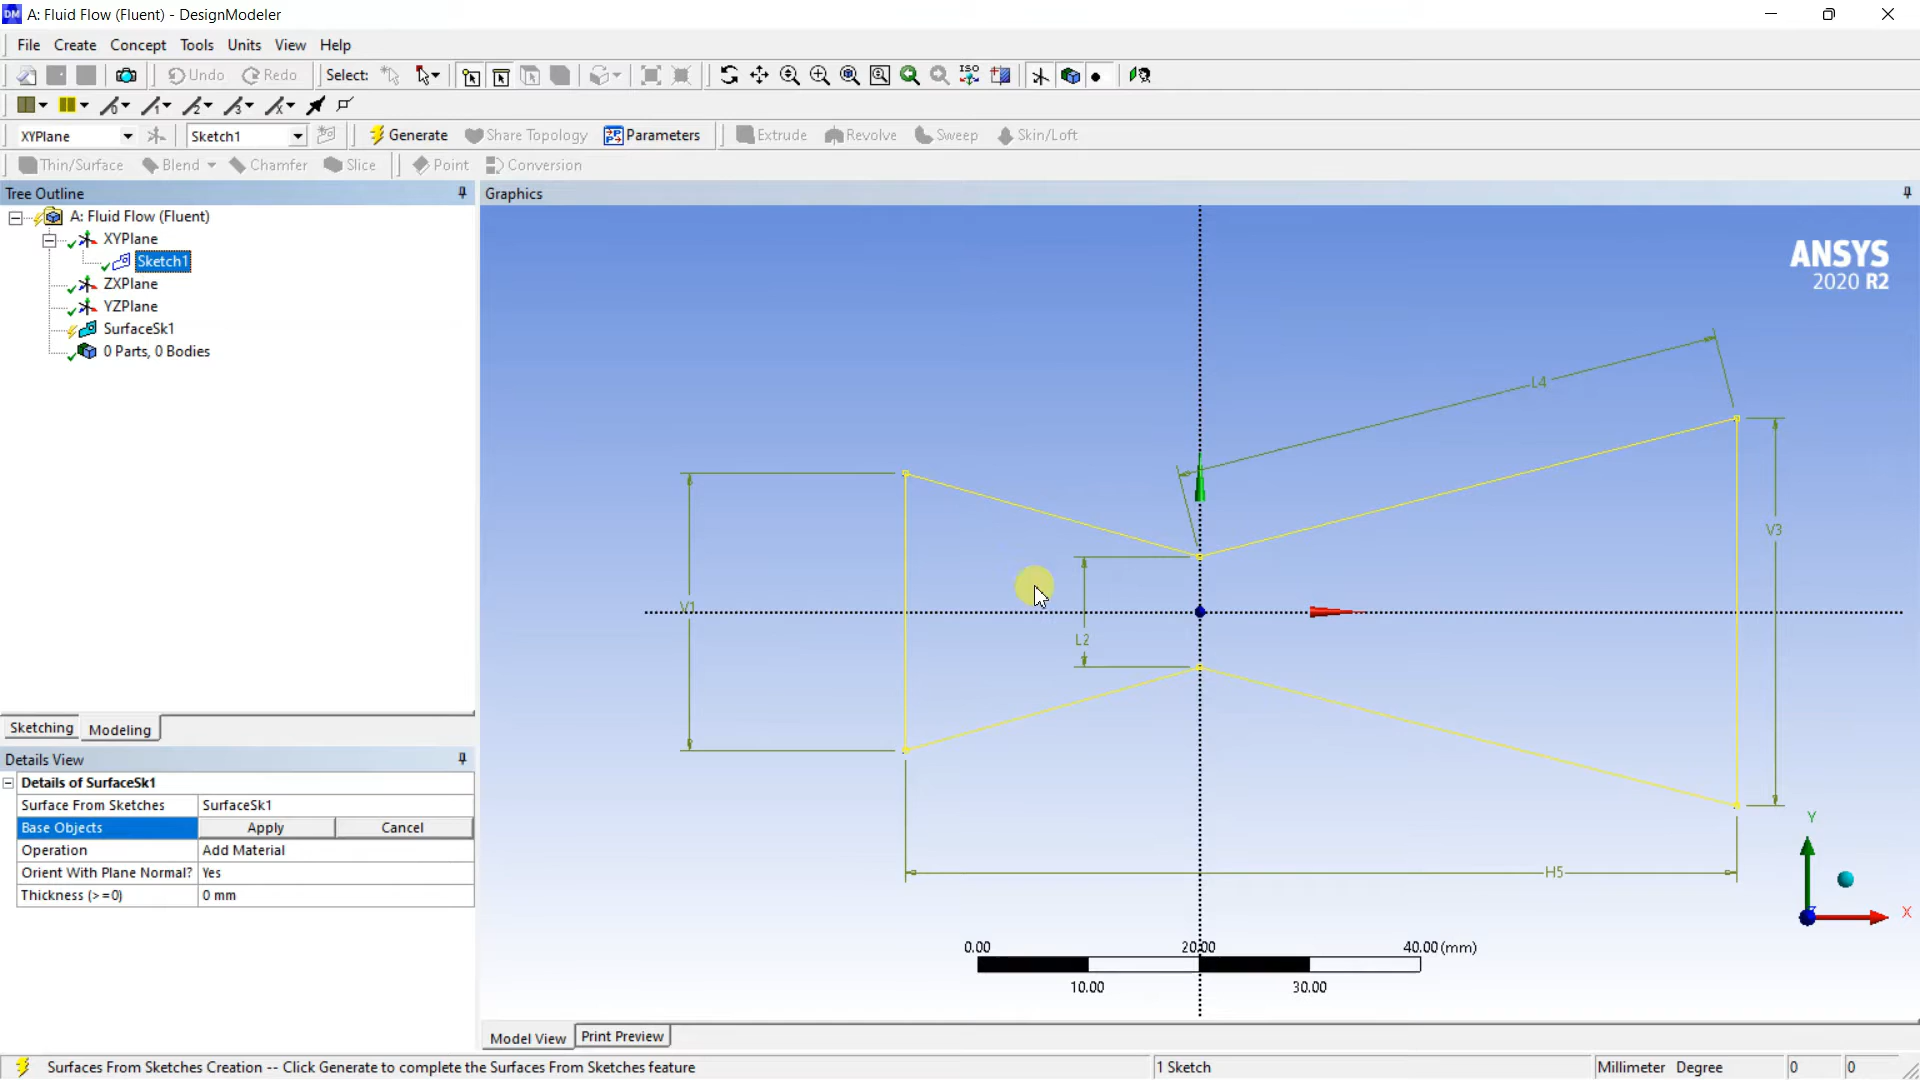 A: Fluid Flow (Fluent) - DesignModeler
File Create Concept Tools Units View Help
Undo Redo Select: ISO
XYPlane Sketch1 Generate Share Topology Parameters Extrude Revolve Sweep Skin/Loft
Thin/Surface Blend Chamfer Slice Point Conversion
Tree Outline
A: Fluid Flow (Fluent)
XYPlane
Sketch1
ZXPlane
YZPlane
SurfaceSk1
0 Parts, 0 Bodies
Sketching Modeling
Details View
Details of SurfaceSk1
Surface From Sketches SurfaceSk1
Base Objects Apply Cancel
Operation Add Material
Orient With Plane Normal? Yes
Thickness (>=0) 0 mm
Graphics
ANSYS
2020 R2
L4
V3
V1
L2
H5
Y
X
0.00 20.00 40.00 (mm)
10.00 30.00
Model View Print Preview
Surfaces From Sketches Creation -- Click Generate to complete the Surfaces From Sketches feature 1 Sketch Millimeter Degree 0 0